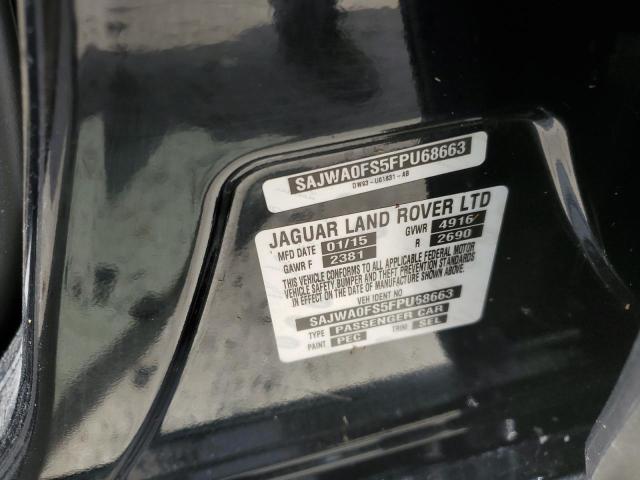 SAJWA0FS5FPU68663
DW93-U01831-AB
JAGUAR LAND ROVER LTD
MFD DATE 01/15 GVWR 4916
GAWR F 2381 R 2690
THIS VEHICLE CONFORMS TO ALL APPLICABLE FEDERAL MOTOR
VEHICLE SAFETY BUMPER AND THEFT PREVENTION STANDARDS
IN EFFECT ON THE DATE OF MANUFACTURE SHOWN ABOVE.
VEH IDENT NO
SAJWA0FS5FPU68663
TYPE PASSENGER CAR
PAINT PEC TRIM SEL